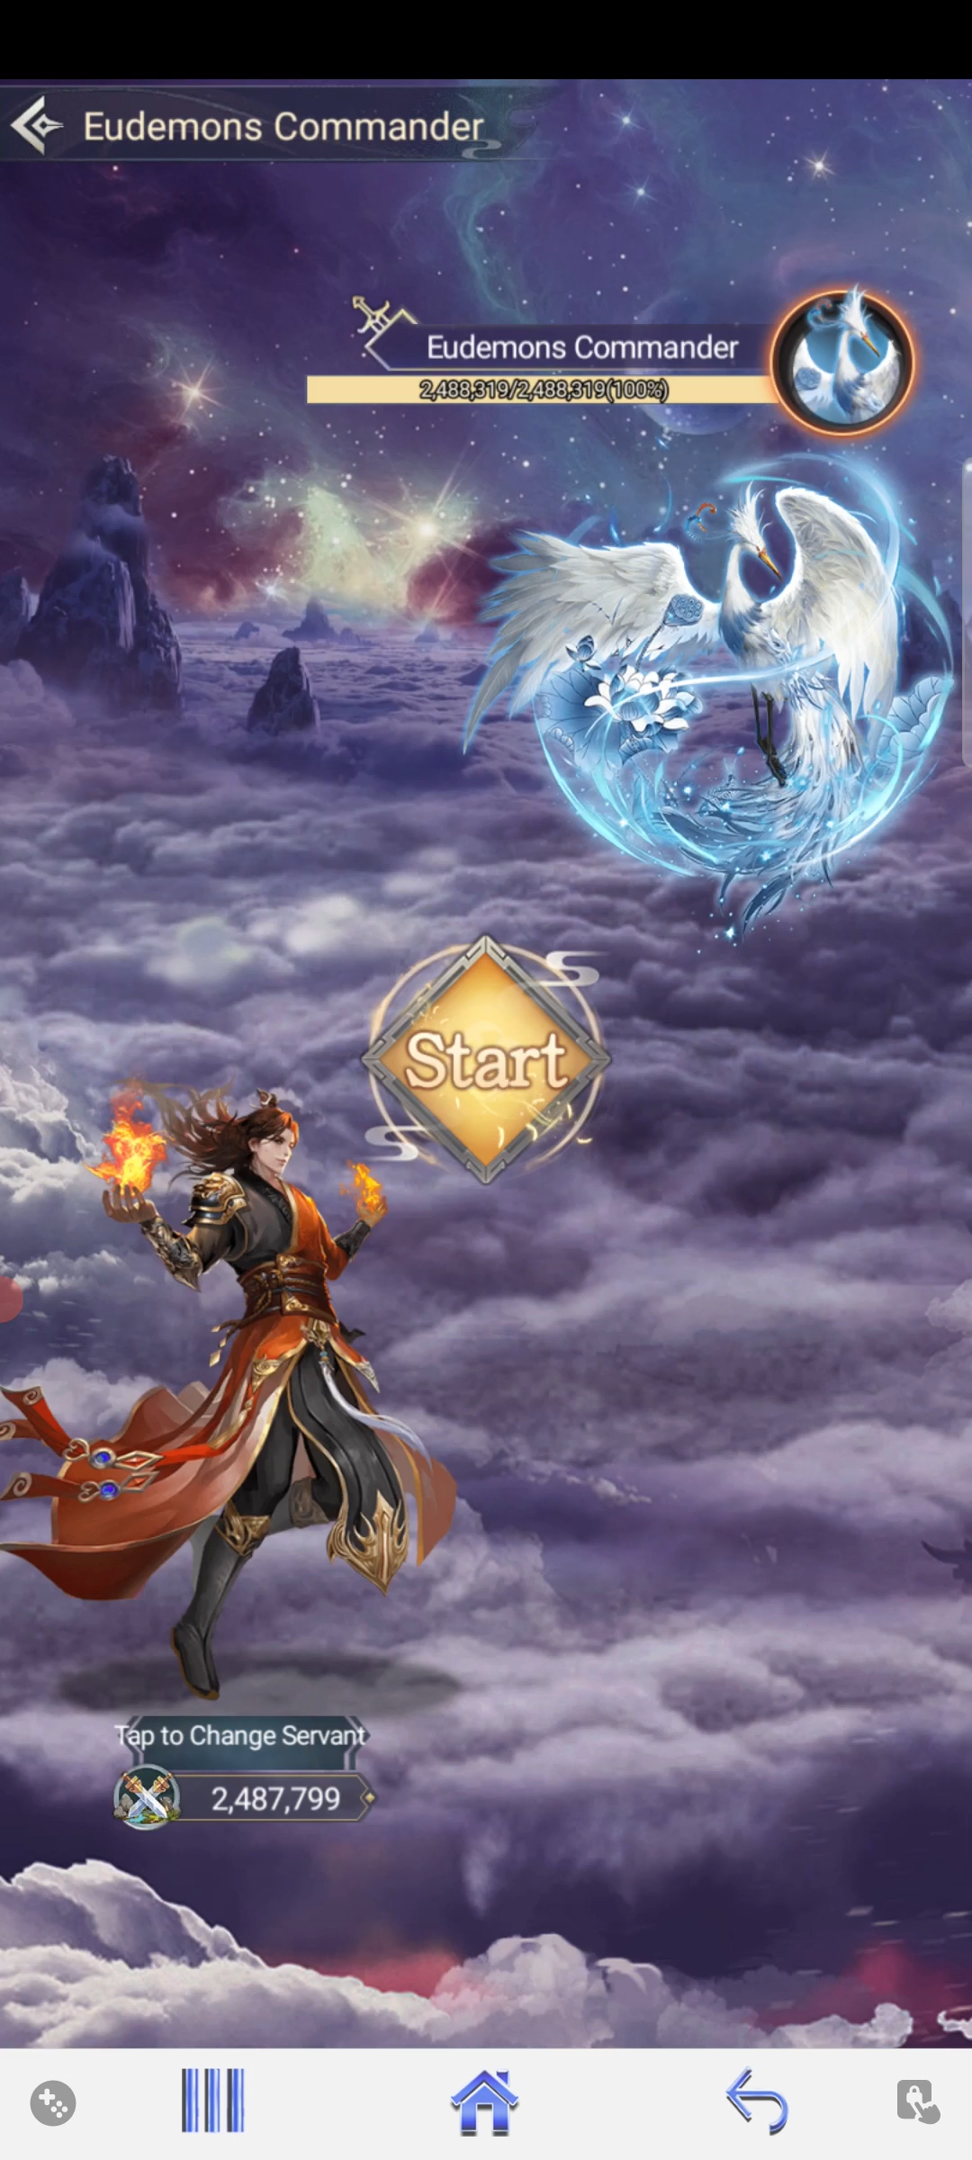 Eudemons Commander
Eudemons Commander
2,488,319/2,488,319(100%)
Start
Tap to Change Servant
2,487,799